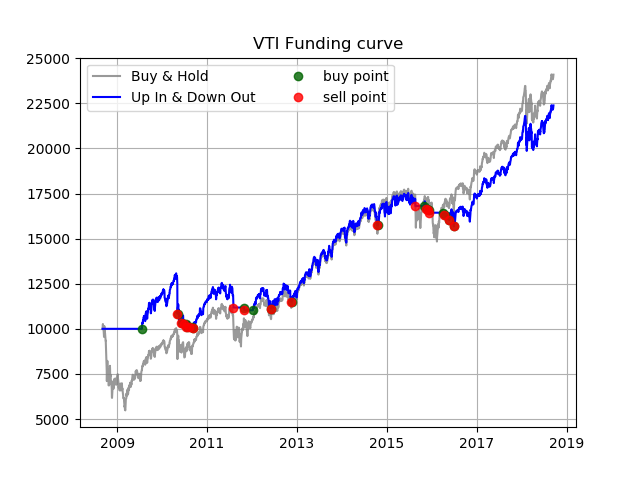 VTI Funding curve
Buy & Hold
Up In & Down Out
buy point
sell point
25000
22500
20000
17500
15000
12500
10000
7500
5000
2009 2011 2013 2015 2017 2019